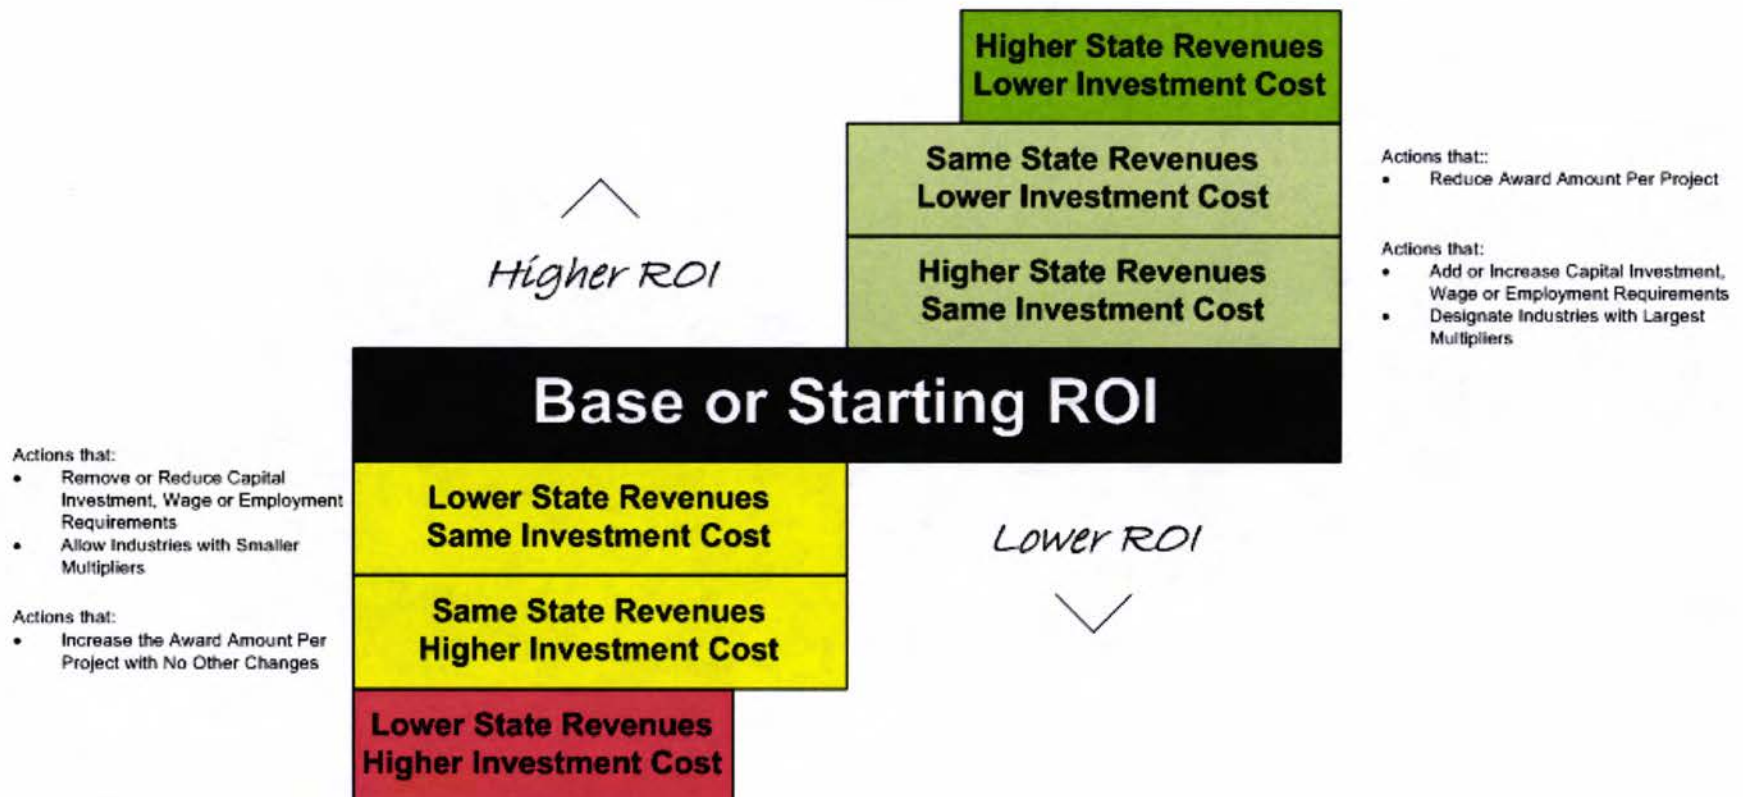 Higher State Revenues
Lower Investment Cost
Same State Revenues
Lower Investment Cost
Actions that::
• Reduce Award Amount Per Project
Higher ROI
Higher State Revenues
Same Investment Cost
Actions that:
• Add or Increase Capital Investment,
Wage or Employment Requirements
• Designate Industries with Largest
Multipliers
Base or Starting ROI
Actions that:
• Remove or Reduce Capital
Investment, Wage or Employment
Requirements
• Allow Industries with Smaller
Multipliers
Lower State Revenues
Same Investment Cost
Lower ROI
Actions that:
• Increase the Award Amount Per
Project with No Other Changes
Same State Revenues
Higher Investment Cost
Lower State Revenues
Higher Investment Cost